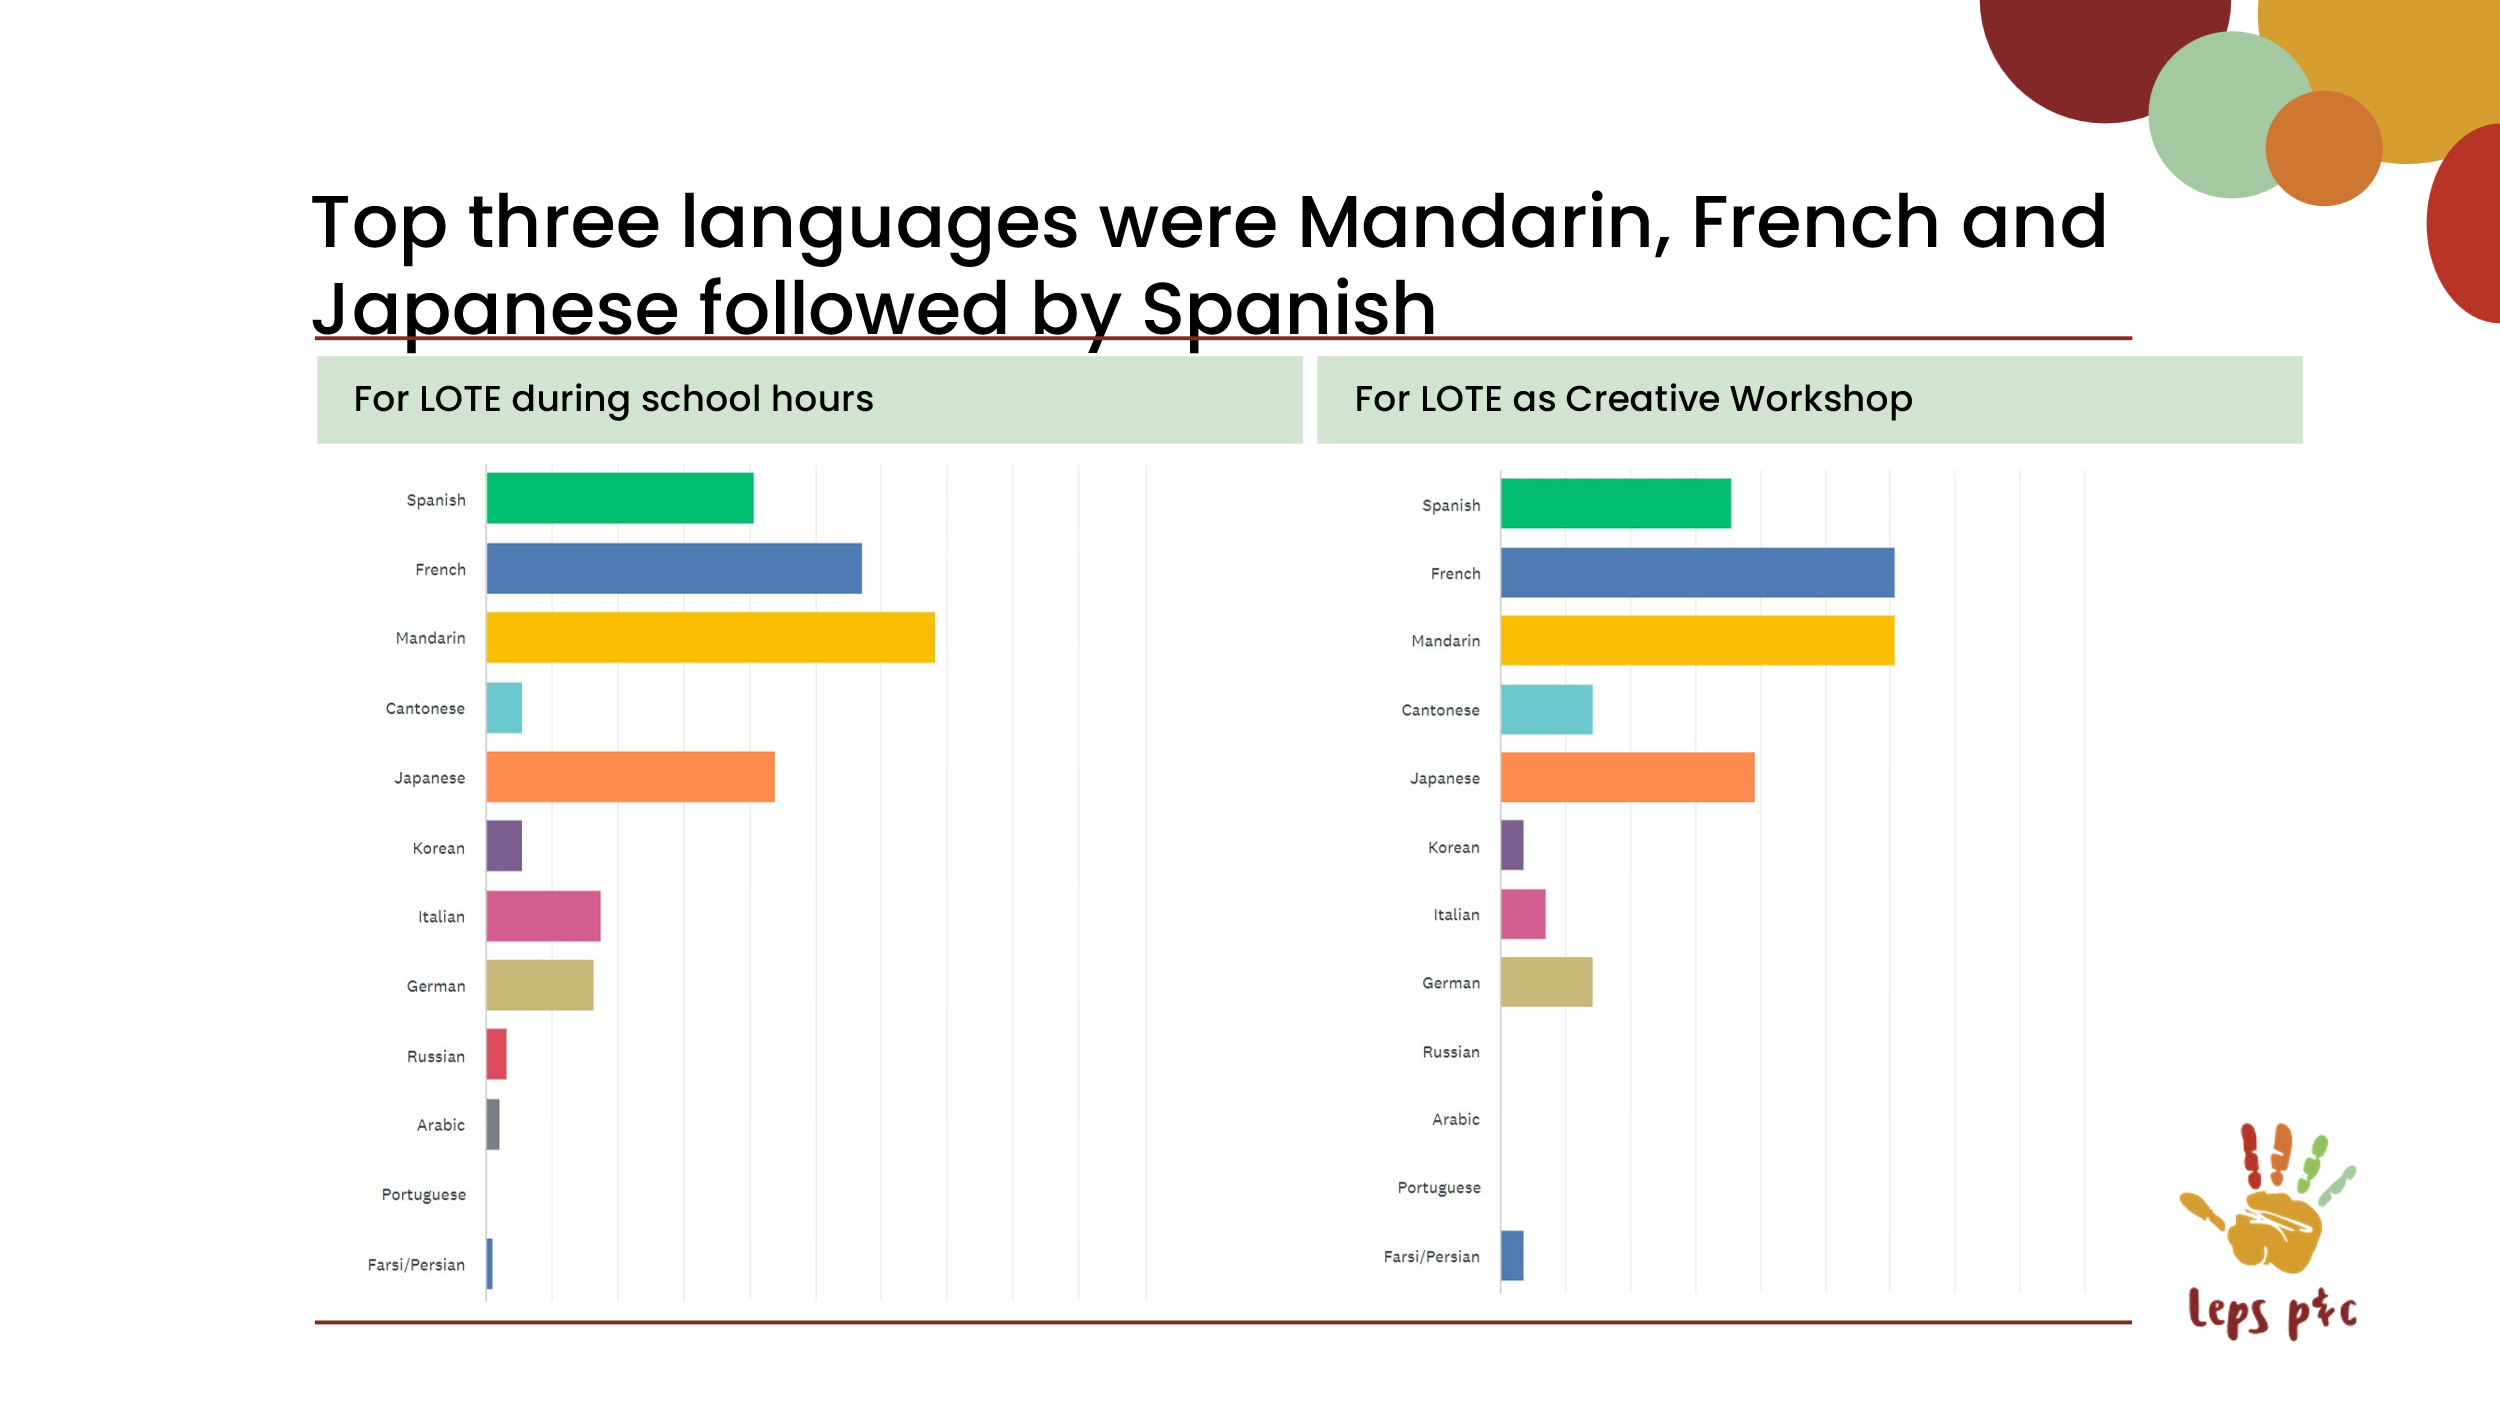 Top three languages were Mandarin, French and
Japanese followed by Spanish
For LOTE during school hours
Spanish
French
Mandarin
Cantonese
Japanese
Korean
Italian
German
Russian
Arabic
Portuguese
Farsi/Persian
For LOTE as Creative Workshop
Spanish
French
Mandarin
Cantonese
Japanese
Korean
Italian
German
Russian
Arabic
Portuguese
Farsi/Persian
leps p&c